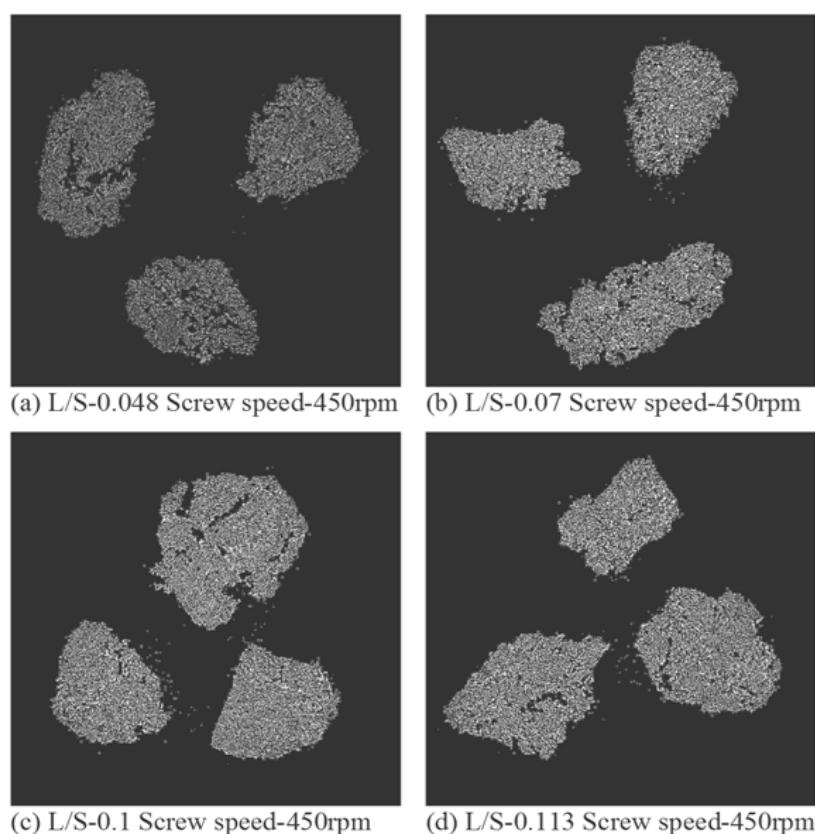 (a) L/S-0.048 Screw speed-450rpm
(b) L/S-0.07 Screw speed-450rpm
(c) L/S-0.1 Screw speed-450rpm
(d) L/S-0.113 Screw speed-450rpm